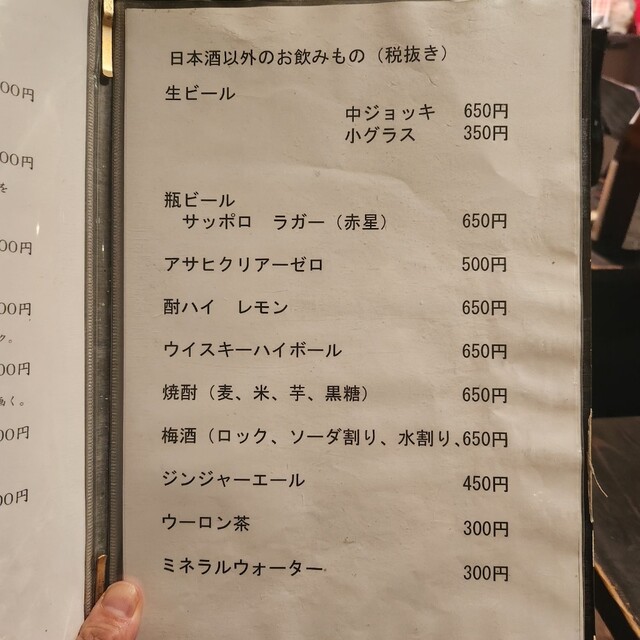 日本酒以外のお飲みもの（税抜き）
生ビール
中ジョッキ 650円
小グラス 350円
瓶ビール
サッポロ ラガー（赤星） 650円
アサヒクリアーゼロ 500円
酎ハイ レモン 650円
ウイスキーハイボール 650円
焼酎（麦、米、芋、黒糖） 650円
梅酒（ロック、ソーダ割り、水割り、650円
ジンジャーエール 450円
ウーロン茶 300円
ミネラルウォーター 300円